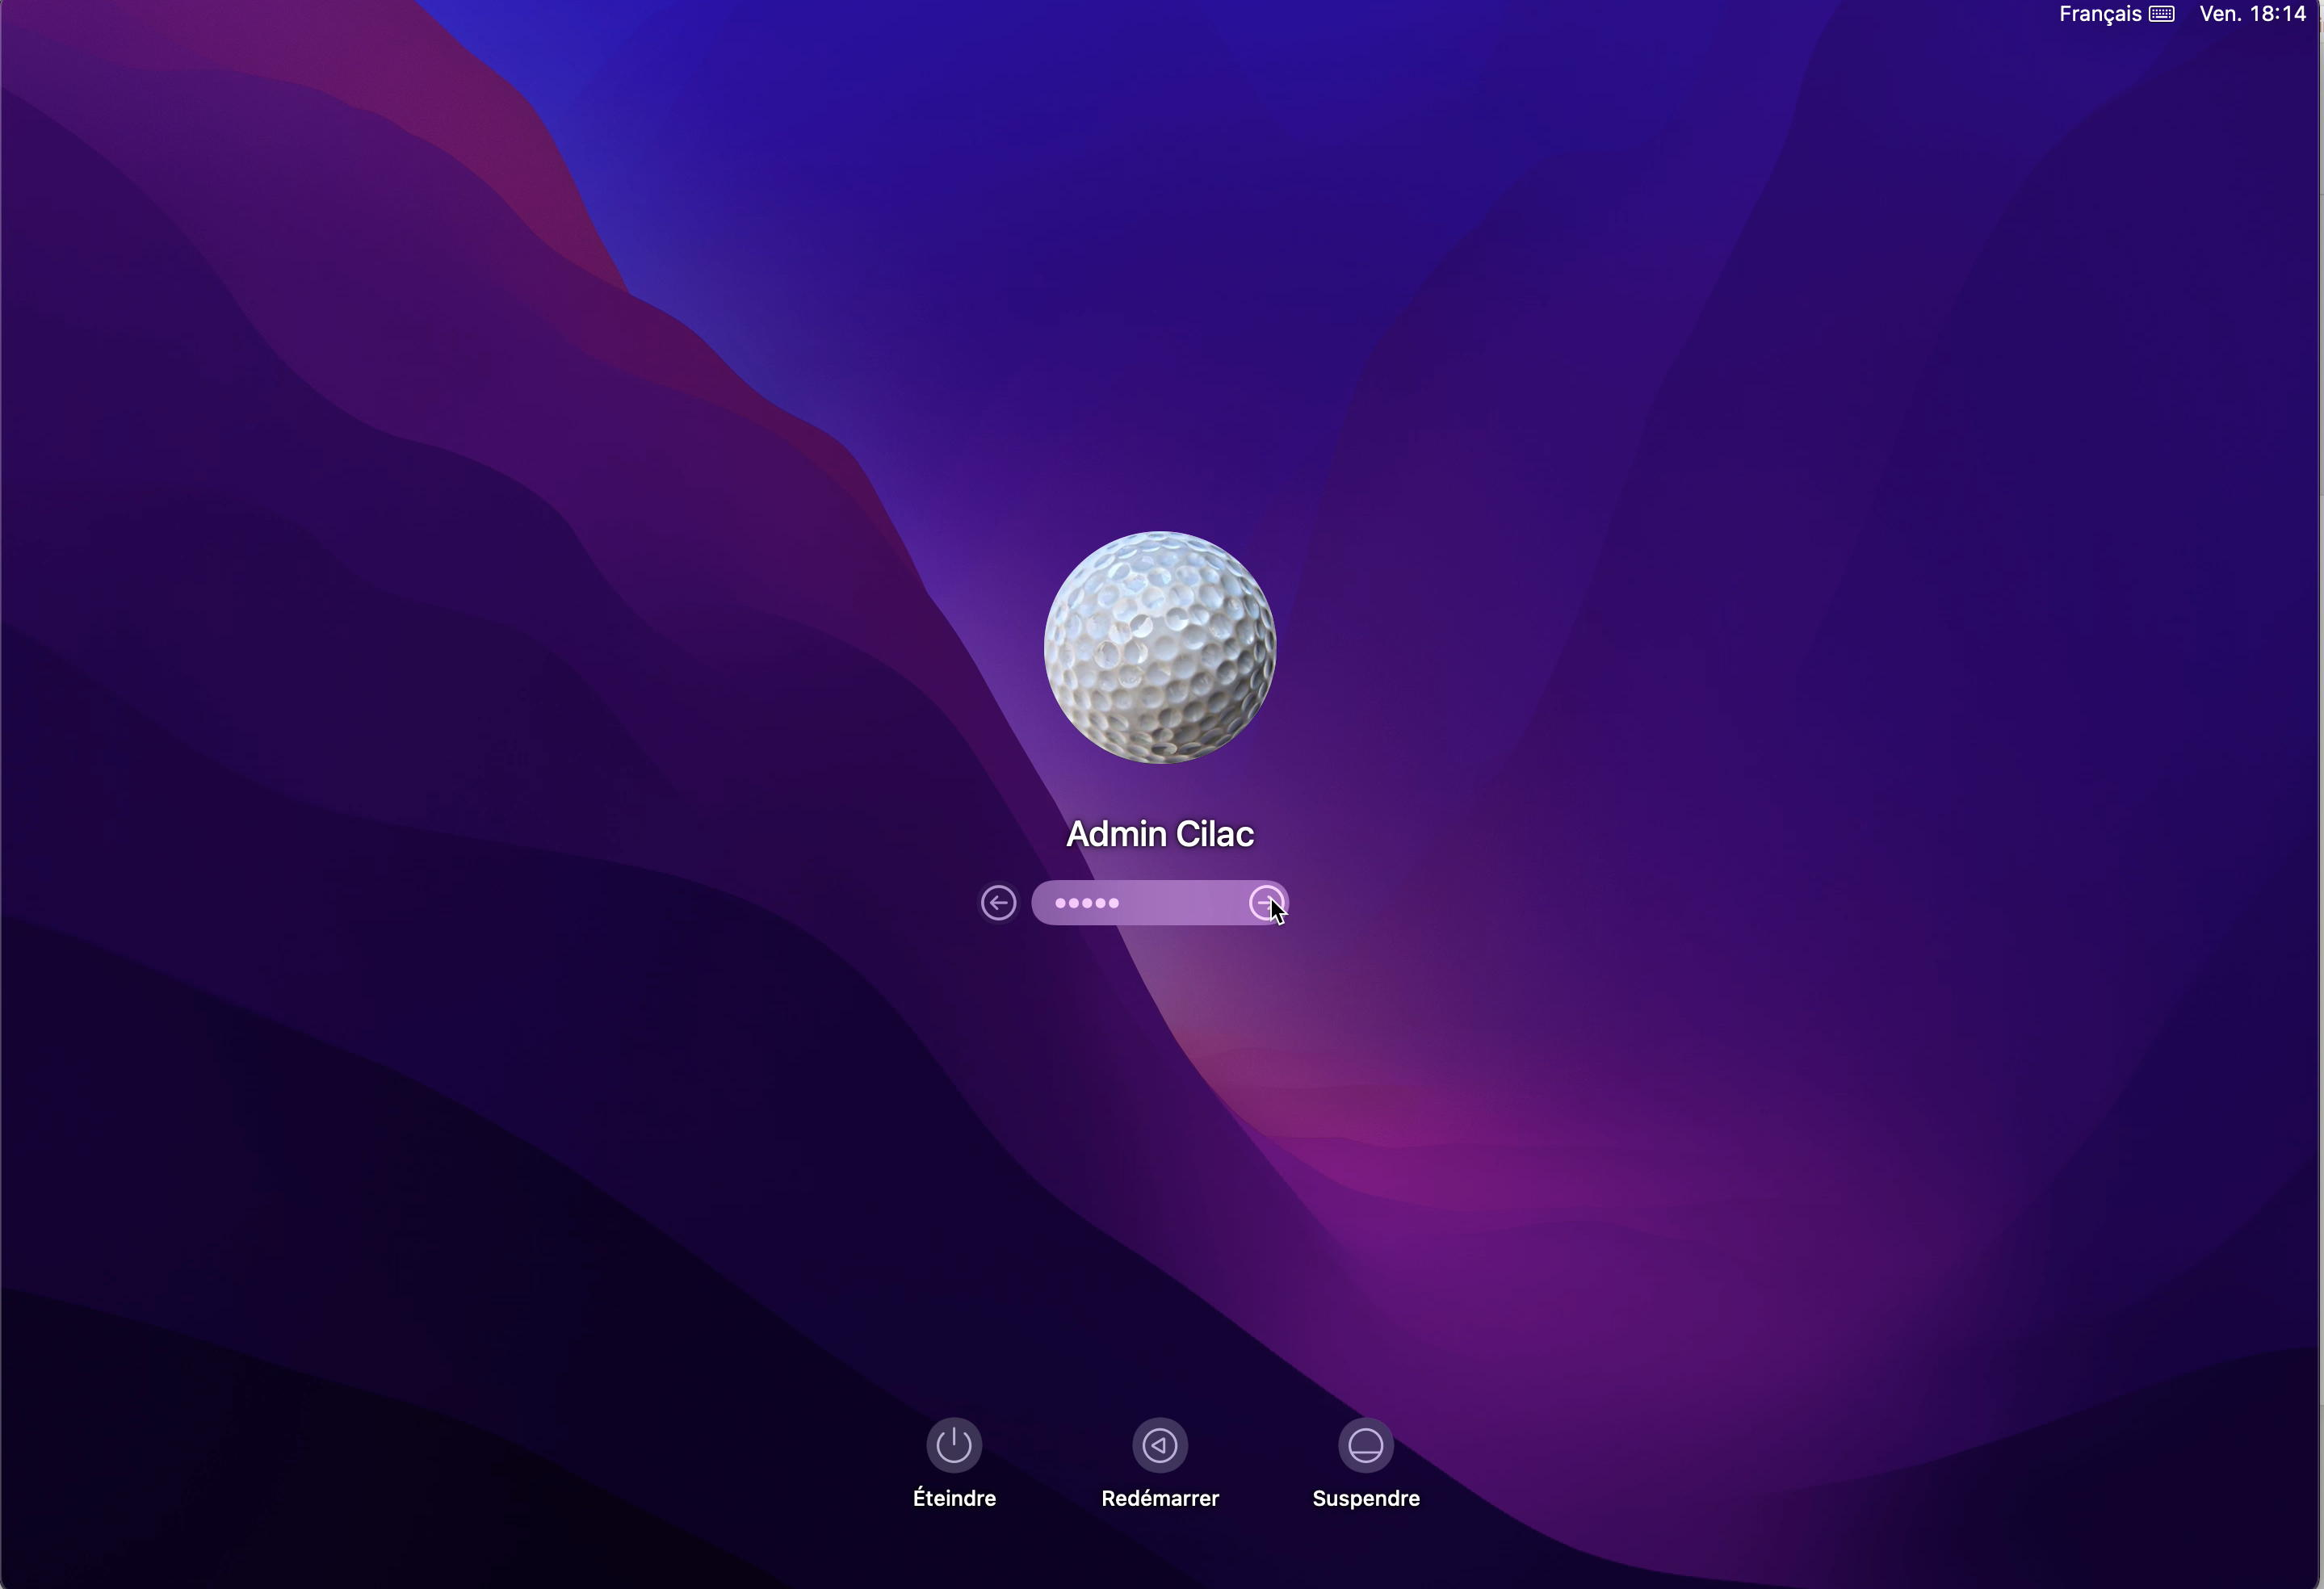 Français Ven. 18:14
Admin Cilac
Éteindre
Redémarrer
Suspendre